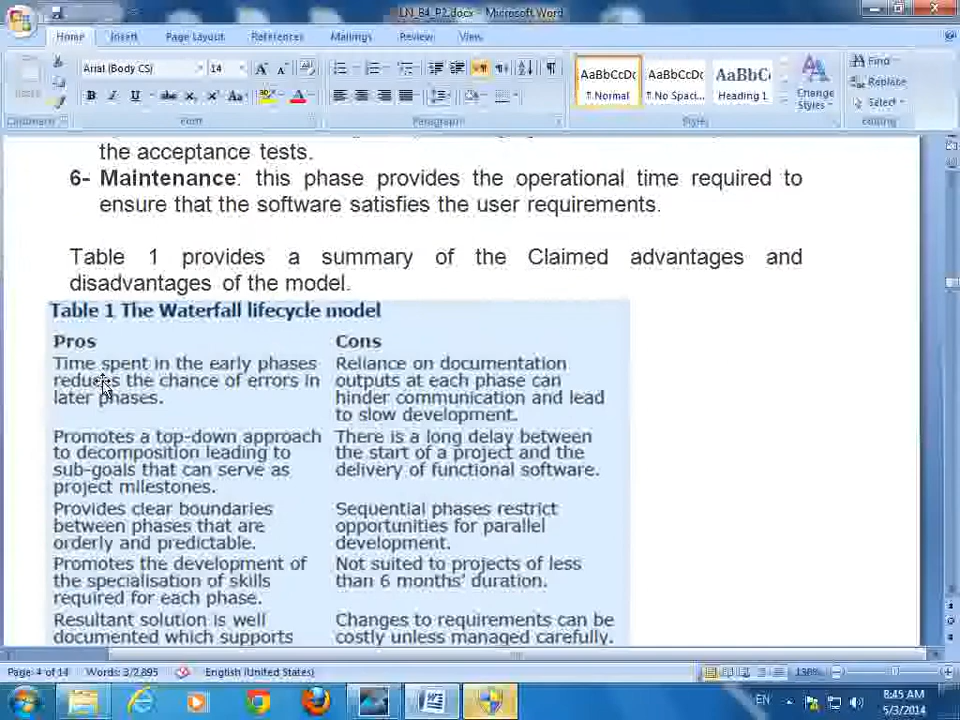 LN_B4_P2.docx - Microsoft Word
Home Insert Page Layout References Mailings Review View
Arial (Body CS) 14
AaBbCcDc AaBbCcDc AaBbC
¶ Normal ¶ No Spaci... Heading 1
Change Styles
Find
Replace
Select
Font Paragraph Styles Editing
the acceptance tests.
6- Maintenance: this phase provides the operational time required to
ensure that the software satisfies the user requirements.
Table 1 provides a summary of the Claimed advantages and
disadvantages of the model.
Table 1 The Waterfall lifecycle model
Pros Cons
Time spent in the early phases
reduces the chance of errors in
later phases.
Reliance on documentation
outputs at each phase can
hinder communication and lead
to slow development.
Promotes a top-down approach
to decomposition leading to
sub-goals that can serve as
project milestones.
There is a long delay between
the start of a project and the
delivery of functional software.
Provides clear boundaries
between phases that are
orderly and predictable.
Sequential phases restrict
opportunities for parallel
development.
Promotes the development of
the specialisation of skills
required for each phase.
Not suited to projects of less
than 6 months' duration.
Resultant solution is well
documented which supports
Changes to requirements can be
costly unless managed carefully.
Page: 4 of 14 Words: 3/2,895 English (United States) 130%
EN
8:45 AM
5/3/2014